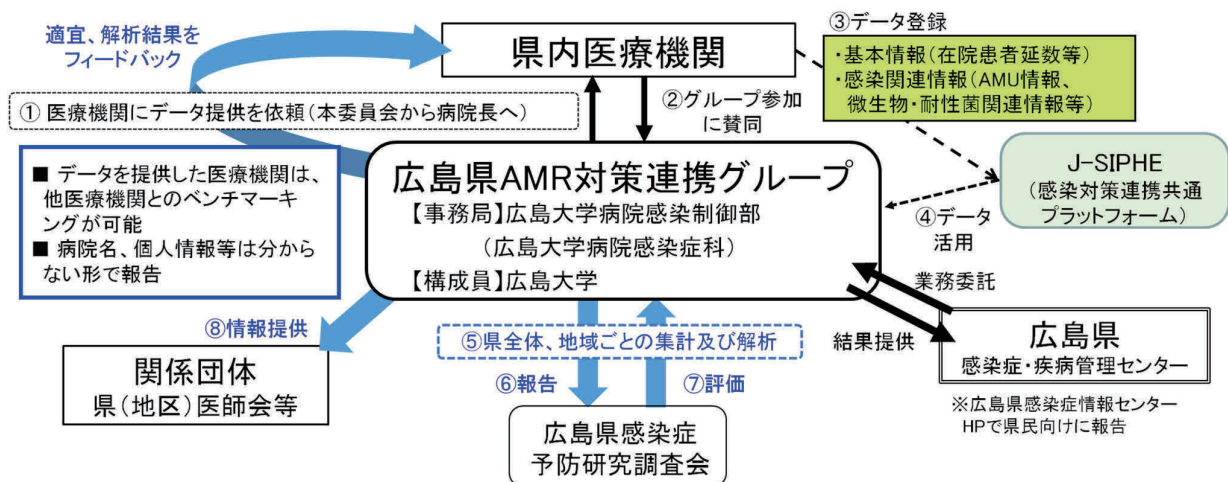 適宜、解析結果を
フィードバック
県内医療機関
③データ登録
・基本情報(在院患者延数等)
・感染関連情報(AMU情報、
微生物・耐性菌関連情報等)
① 医療機関にデータ提供を依頼(本委員会から病院長へ)
②グループ参加
に賛同
■ データを提供した医療機関は、
他医療機関とのベンチマーキ
ングが可能
■ 病院名、個人情報等は分から
ない形で報告
広島県AMR対策連携グループ
【事務局】広島大学病院感染制御部
(広島大学病院感染症科)
【構成員】広島大学
J-SIPHE
(感染対策連携共通
プラットフォーム)
④データ
活用
業務委託
結果提供
広島県
感染症・疾病管理センター
※広島県感染症情報センター
HPで県民向けに報告
⑧情報提供
関係団体
県(地区)医師会等
⑤県全体、地域ごとの集計及び解析
⑥報告
⑦評価
広島県感染症
予防研究調査会